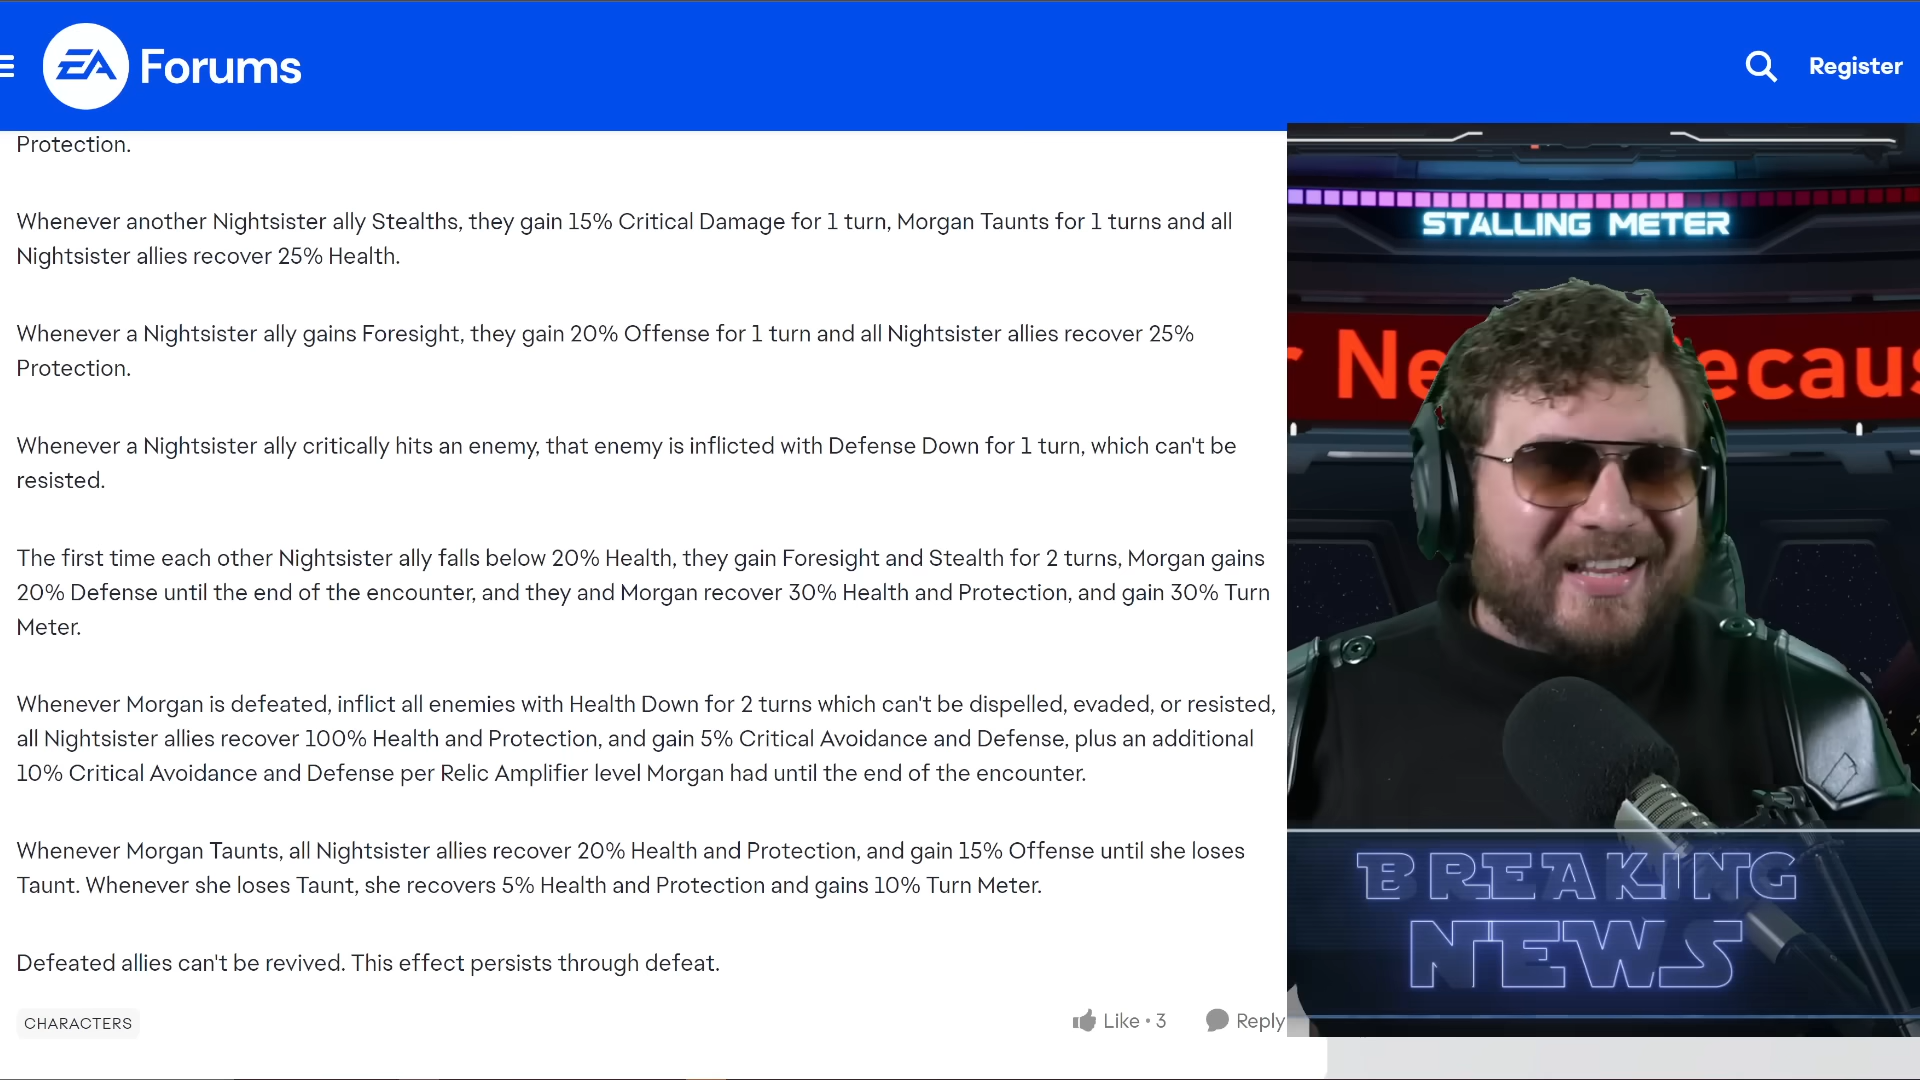 EA Forums
Register
Protection.
Whenever another Nightsister ally Stealths, they gain 15% Critical Damage for 1 turn, Morgan Taunts for 1 turns and all
Nightsister allies recover 25% Health.
Whenever a Nightsister ally gains Foresight, they gain 20% Offense for 1 turn and all Nightsister allies recover 25%
Protection.
Whenever a Nightsister ally critically hits an enemy, that enemy is inflicted with Defense Down for 1 turn, which can't be
resisted.
The first time each other Nightsister ally falls below 20% Health, they gain Foresight and Stealth for 2 turns, Morgan gains
20% Defense until the end of the encounter, and they and Morgan recover 30% Health and Protection, and gain 30% Turn
Meter.
Whenever Morgan is defeated, inflict all enemies with Health Down for 2 turns which can't be dispelled, evaded, or resisted,
all Nightsister allies recover 100% Health and Protection, and gain 5% Critical Avoidance and Defense, plus an additional
10% Critical Avoidance and Defense per Relic Amplifier level Morgan had until the end of the encounter.
Whenever Morgan Taunts, all Nightsister allies recover 20% Health and Protection, and gain 15% Offense until she loses
Taunt. Whenever she loses Taunt, she recovers 5% Health and Protection and gains 10% Turn Meter.
Defeated allies can't be revived. This effect persists through defeat.
CHARACTERS
Like • 3
Reply
STALLING METER
BREAKING
NEWS